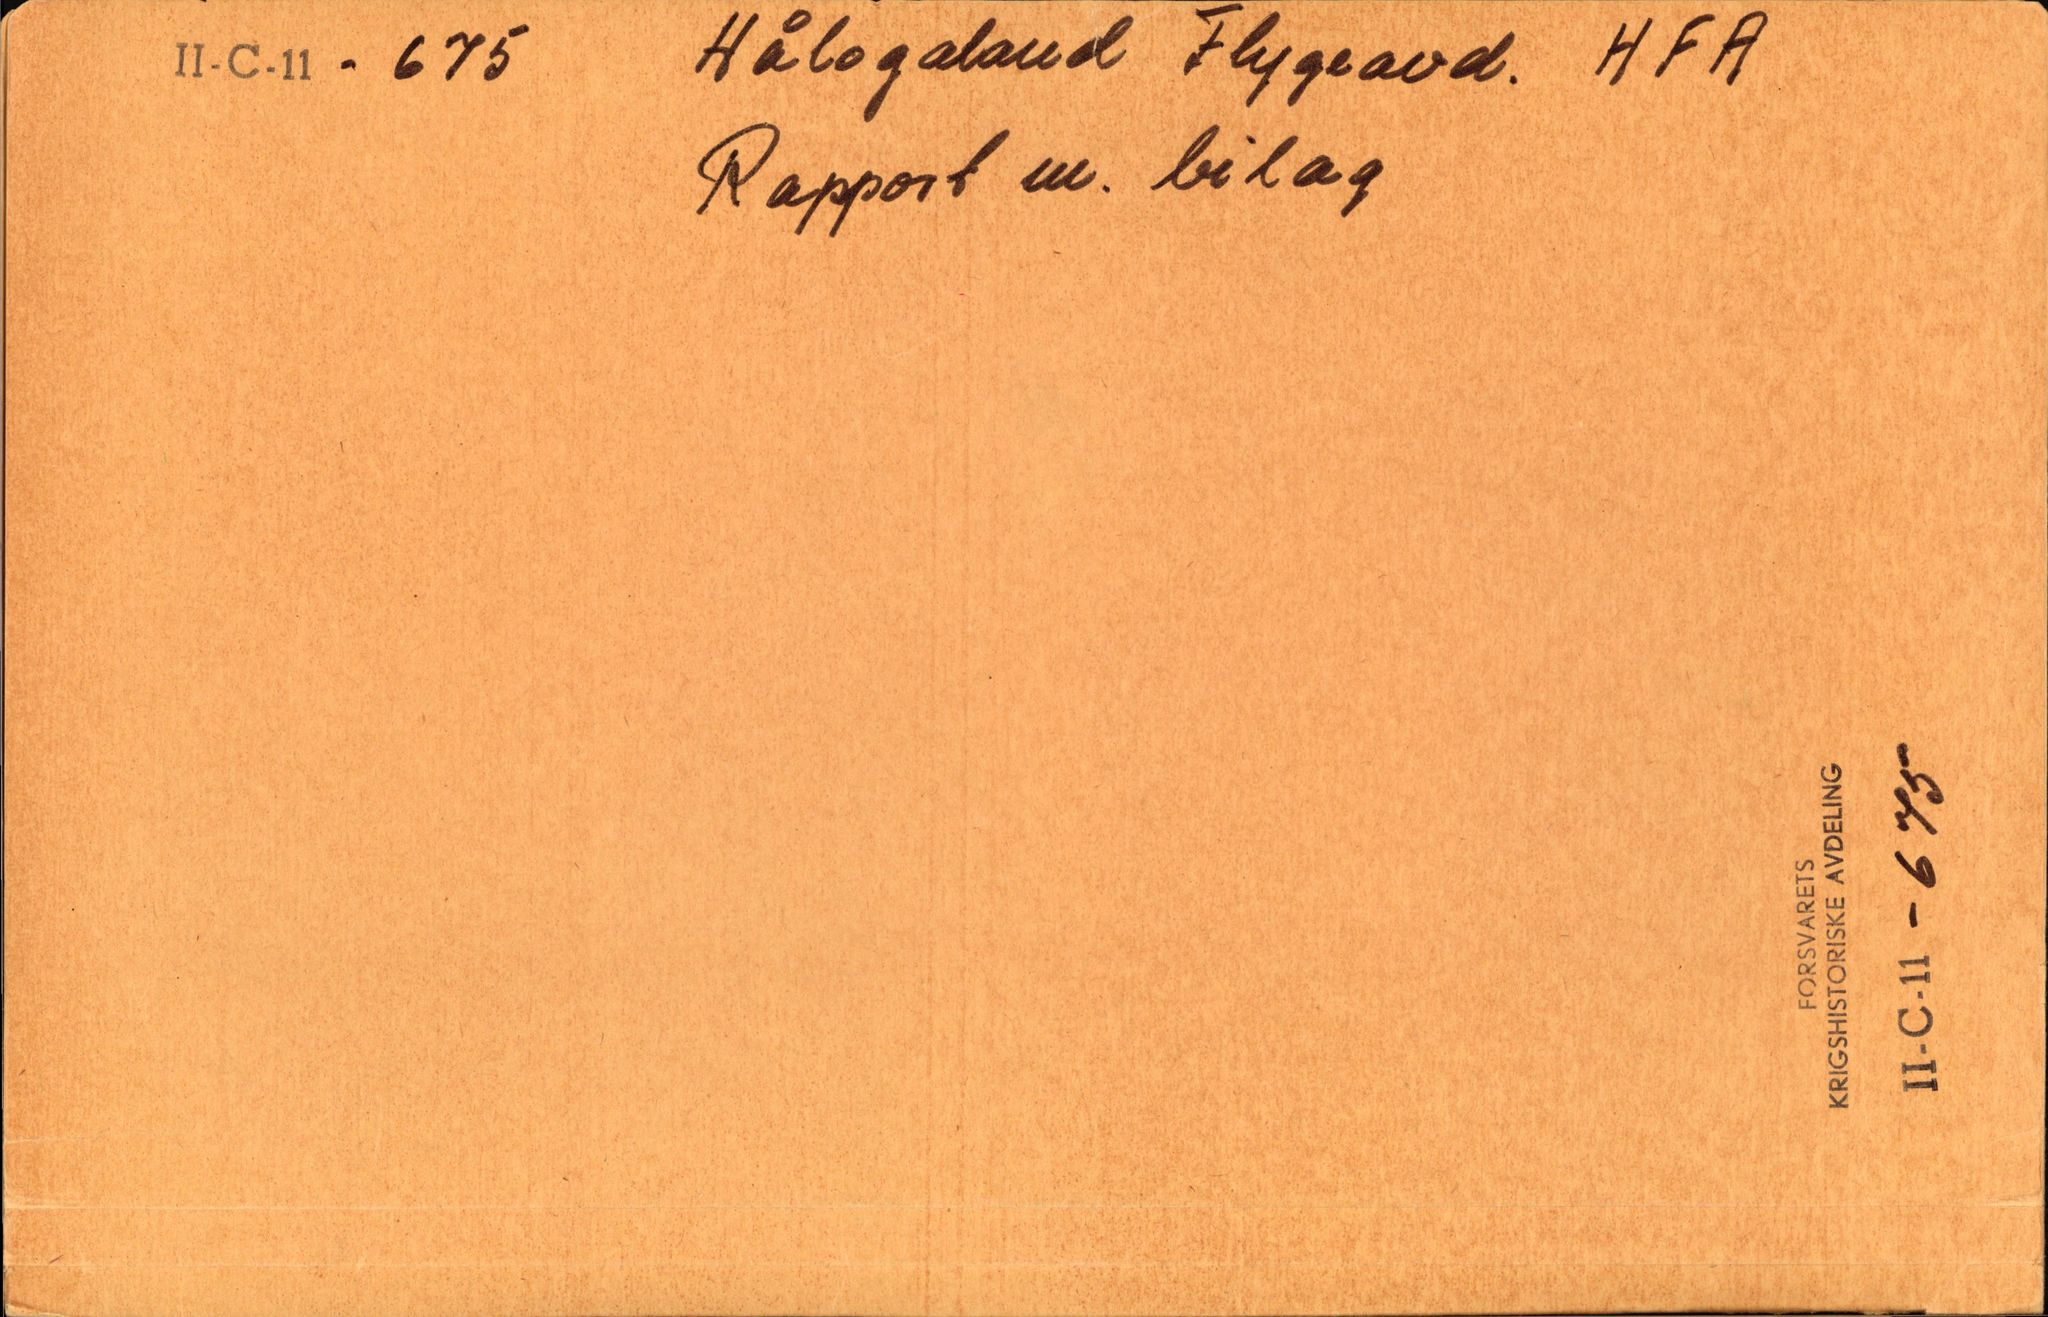 II-C-11 - 675 Hålogaland Flygeavd. HFA
Rapport m. bilag
FORSVARETS
KRIGSHISTORISKE AVDELING
II-C-11 - 675